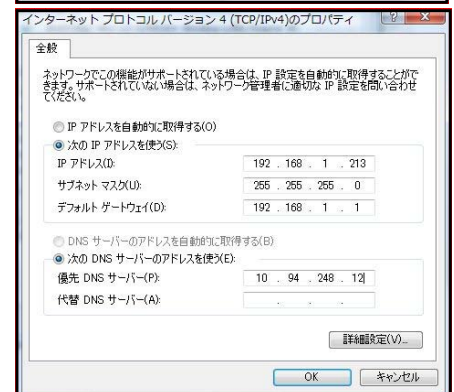 インターネット プロトコル バージョン 4 (TCP/IPv4)のプロパティ
全般
ネットワークでこの機能がサポートされている場合は、IP 設定を自動的に取得することがで
きます。サポートされていない場合は、ネットワーク管理者に適切な IP 設定を問い合わせ
てください。
IP アドレスを自動的に取得する(O)
次の IP アドレスを使う(S):
IP アドレス(I): 192 . 168 . 1 . 213
サブネット マスク(U): 255 . 255 . 255 . 0
デフォルト ゲートウェイ(D): 192 . 168 . 1 . 1
DNS サーバーのアドレスを自動的に取得する(B)
次の DNS サーバーのアドレスを使う(E):
優先 DNS サーバー(P): 10 . 94 . 248 . 12
代替 DNS サーバー(A): . . .
詳細設定(V)...
OK キャンセル